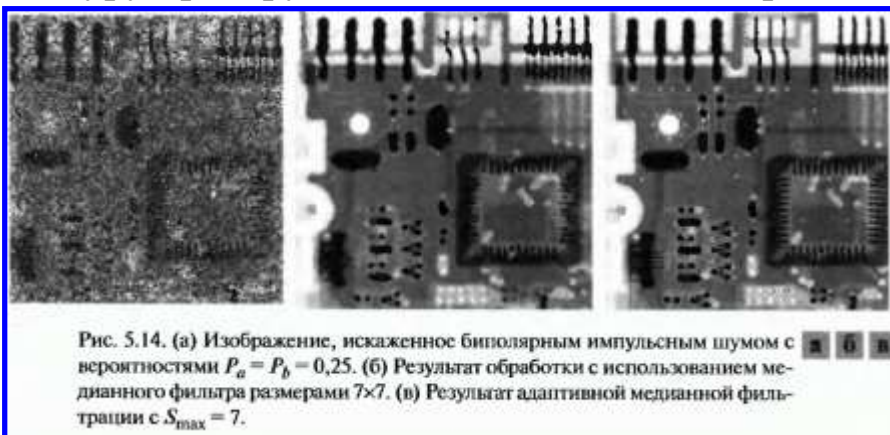 Рис. 5.14. (а) Изображение, искаженное биполярным импульсным шумом с а б в
вероятностями Pa = Pb = 0,25. (б) Результат обработки с использованием ме-
дианного фильтра размерами 7×7. (в) Результат адаптивной медианной филь-
трации с Smax = 7.